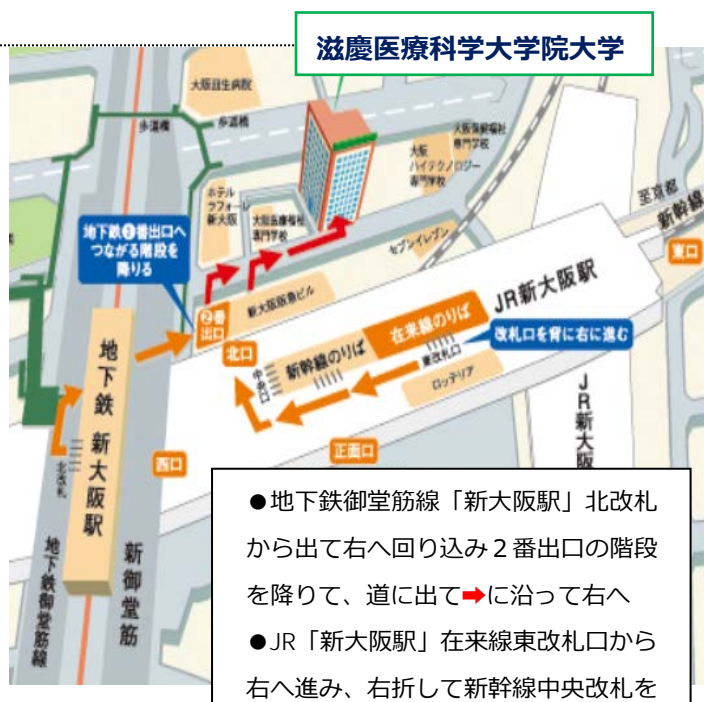 滋慶医療科学大学院大学
大阪回生病院
歩道橋
歩道橋
大阪保健福祉
専門学校
大阪
ハイテクノロジー
専門学校
ホテル
ラフォーレ
新大阪
大阪医療福祉
専門学校
至京都
新幹線
東口
地下鉄❷番出口へ
つながる階段を
降りる
セブンイレブン
❷番
出口
新大阪阪急ビル
JR新大阪駅
北口
在来線のりば
新幹線のりば
中央口
東改札口
改札口を背に右に進む
ロッテリア
地下鉄 新大阪駅
北改札
西口
正面口
JR新大阪
地下鉄御堂筋線
新御堂筋
●地下鉄御堂筋線「新大阪駅」北改札
から出て右へ回り込み２番出口の階段
を降りて、道に出て➡に沿って右へ
●JR「新大阪駅」在来線東改札口から
右へ進み、右折して新幹線中央改札を